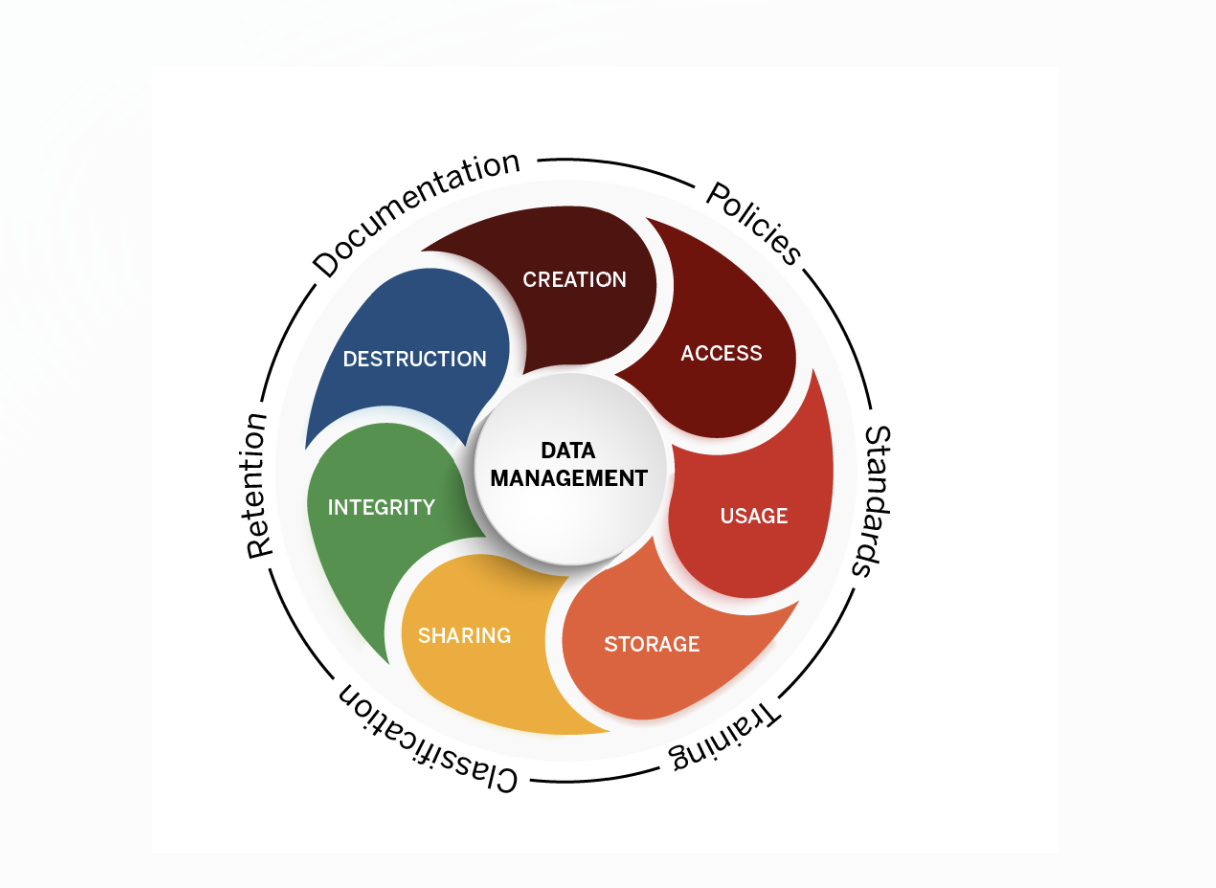 Documentation
Policies
Standards
Training
Classification
Retention
CREATION
ACCESS
USAGE
STORAGE
SHARING
INTEGRITY
DESTRUCTION
DATA
MANAGEMENT